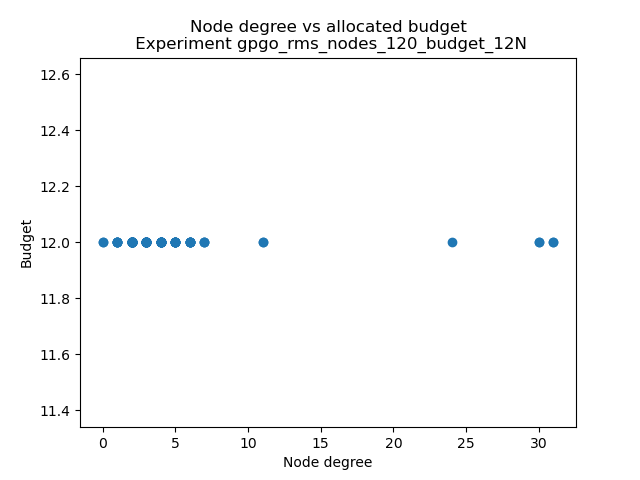 Node degree vs allocated budget
Experiment gpgo_rms_nodes_120_budget_12N
12.6
12.4
12.2
12.0
11.8
11.6
11.4
Budget
0 5 10 15 20 25 30
Node degree